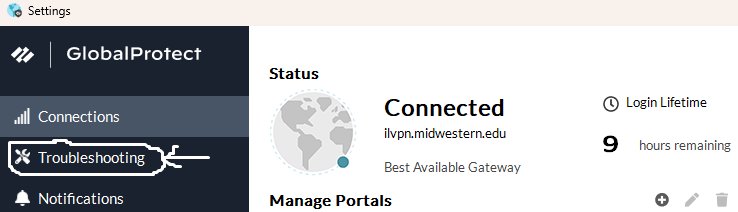 Settings
GlobalProtect
Connections
Troubleshooting
Notifications
Status
Connected
ilvpn.midwestern.edu
Best Available Gateway
Login Lifetime
9 hours remaining
Manage Portals